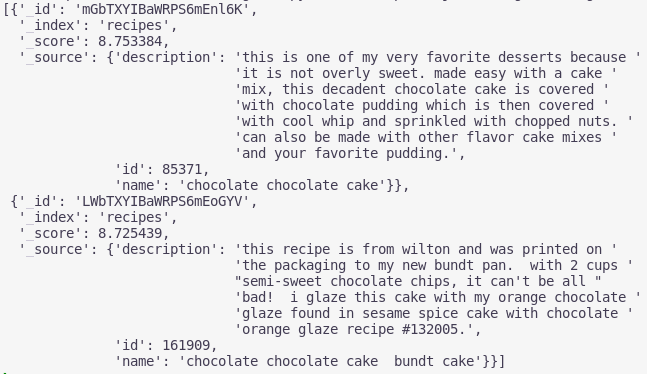 [{'_id': 'mGbTXYIBaWRPS6mEnl6K',
'_index': 'recipes',
'_score': 8.753384,
'_source': {'description': 'this is one of my very favorite desserts because '
'it is not overly sweet. made easy with a cake '
'mix, this decadent chocolate cake is covered '
'with chocolate pudding which is then covered '
'with cool whip and sprinkled with chopped nuts. '
'can also be made with other flavor cake mixes '
'and your favorite pudding.',
'id': 85371,
'name': 'chocolate chocolate cake'}},
{'_id': 'LWbTXYIBaWRPS6mEoGYV',
'_index': 'recipes',
'_score': 8.725439,
'_source': {'description': 'this recipe is from wilton and was printed on '
'the packaging to my new bundt pan.  with 2 cups '
"semi-sweet chocolate chips, it can't be all "
'bad!  i glaze this cake with my orange chocolate '
'glaze found in sesame spice cake with chocolate '
'orange glaze recipe #132005.',
'id': 161909,
'name': 'chocolate chocolate cake  bundt cake'}}]